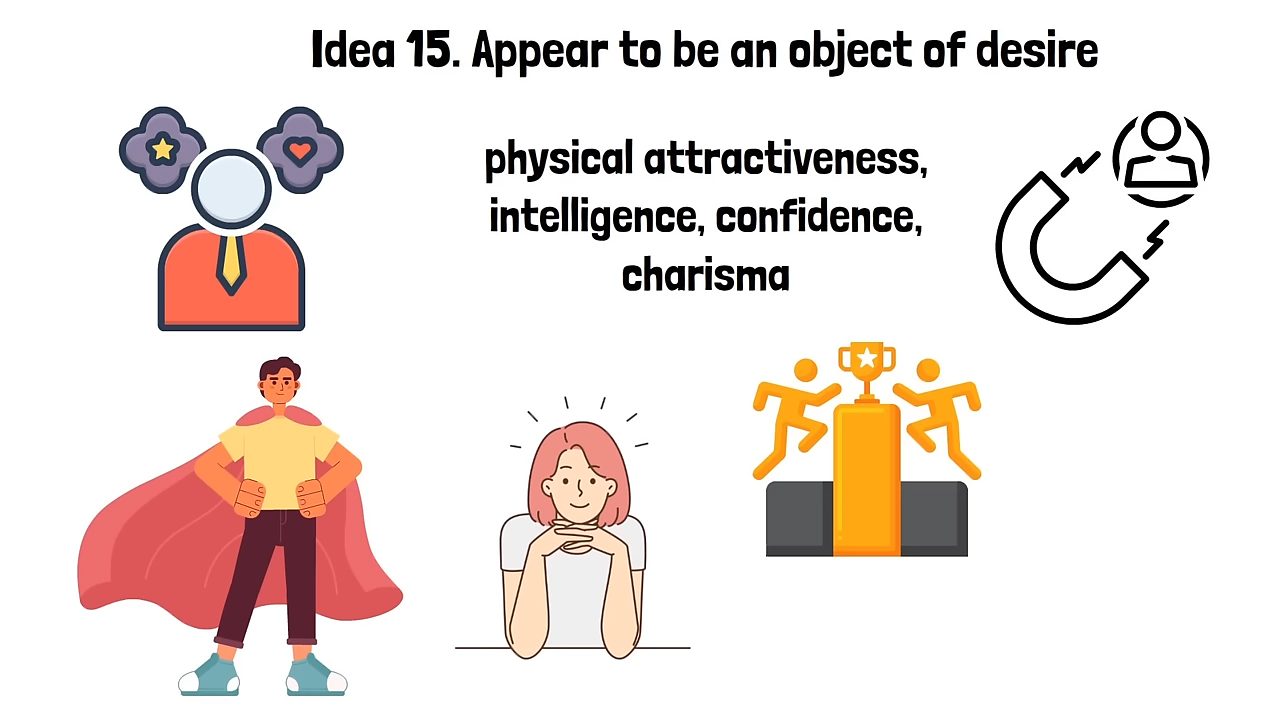 Idea 15. Appear to be an object of desire
physical attractiveness,
intelligence, confidence,
charisma